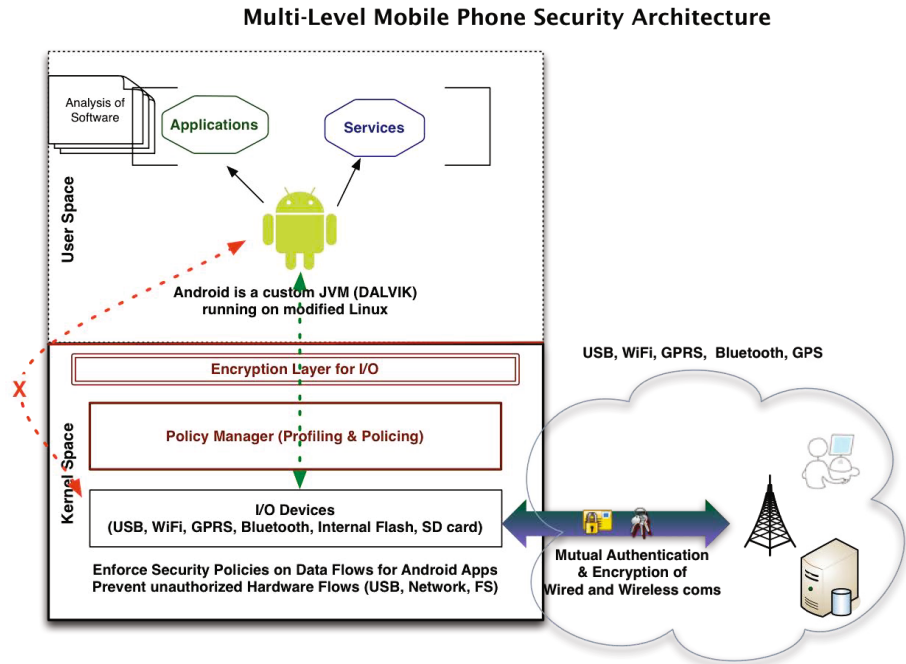 Multi-Level Mobile Phone Security Architecture
Analysis of
Software
Applications
Services
User Space
Android is a custom JVM (DALVIK)
running on modified Linux
USB, WiFi, GPRS, Bluetooth, GPS
Encryption Layer for I/O
X
Policy Manager (Profiling & Policing)
Kernel Space
I/O Devices
(USB, WiFi, GPRS, Bluetooth, Internal Flash, SD card)
Enforce Security Policies on Data Flows for Android Apps
Prevent unauthorized Hardware Flows (USB, Network, FS)
Mutual Authentication
& Encryption of
Wired and Wireless coms